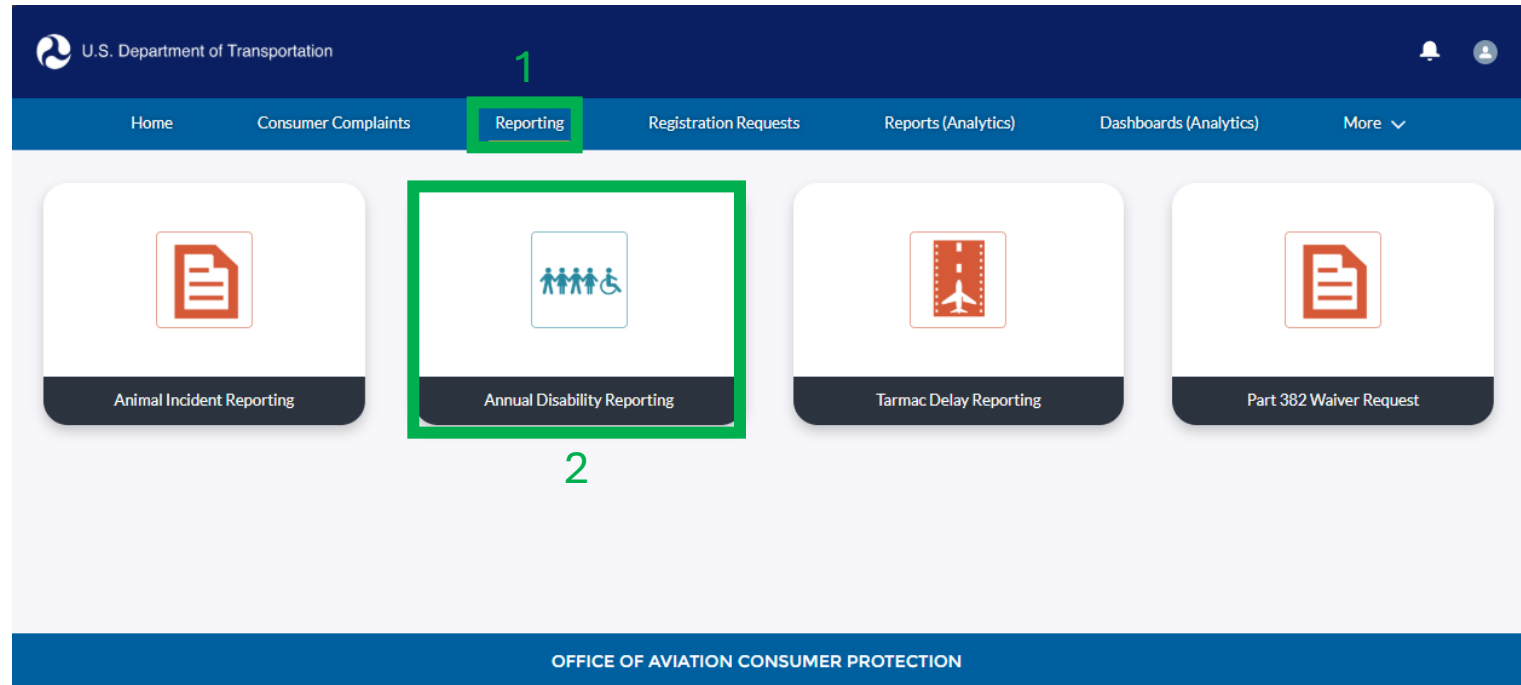 U.S. Department of Transportation
1
Home Consumer Complaints Reporting Registration Requests Reports (Analytics) Dashboards (Analytics) More
Animal Incident Reporting Annual Disability Reporting Tarmac Delay Reporting Part 382 Waiver Request
2
OFFICE OF AVIATION CONSUMER PROTECTION